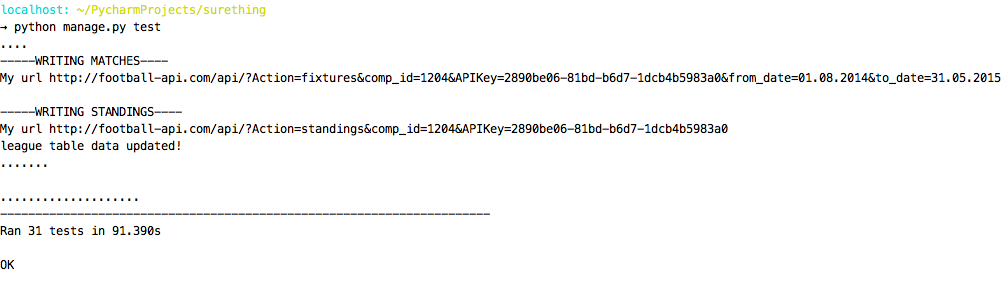 localhost: ~/PycharmProjects/surething
→ python manage.py test
....
-----WRITING MATCHES----
My url http://football-api.com/api/?Action=fixtures&comp_id=1204&APIKey=2890be06-81bd-b6d7-1dcb4b5983a0&from_date=01.08.2014&to_date=31.05.2015
-----WRITING STANDINGS----
My url http://football-api.com/api/?Action=standings&comp_id=1204&APIKey=2890be06-81bd-b6d7-1dcb4b5983a0
league table data updated!
.......
....................
----------------------------------------------------------------------
Ran 31 tests in 91.390s
OK